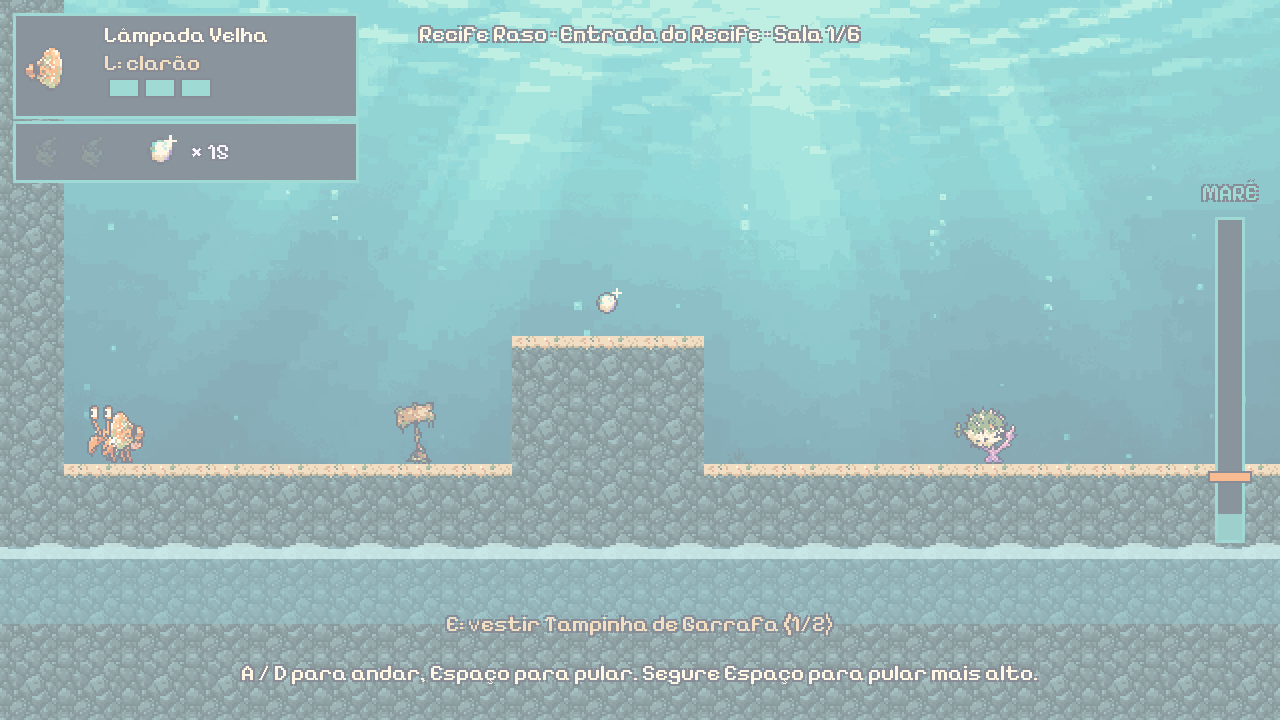 Lâmpada Velha
L: clarão
× 19
Recife Raso - Entrada do Recife - Sala 1/6
MARÉ
E: vestir Tampinha de Garrafa (1/2)
A / D para andar, Espaço para pular. Segure Espaço para pular mais alto.